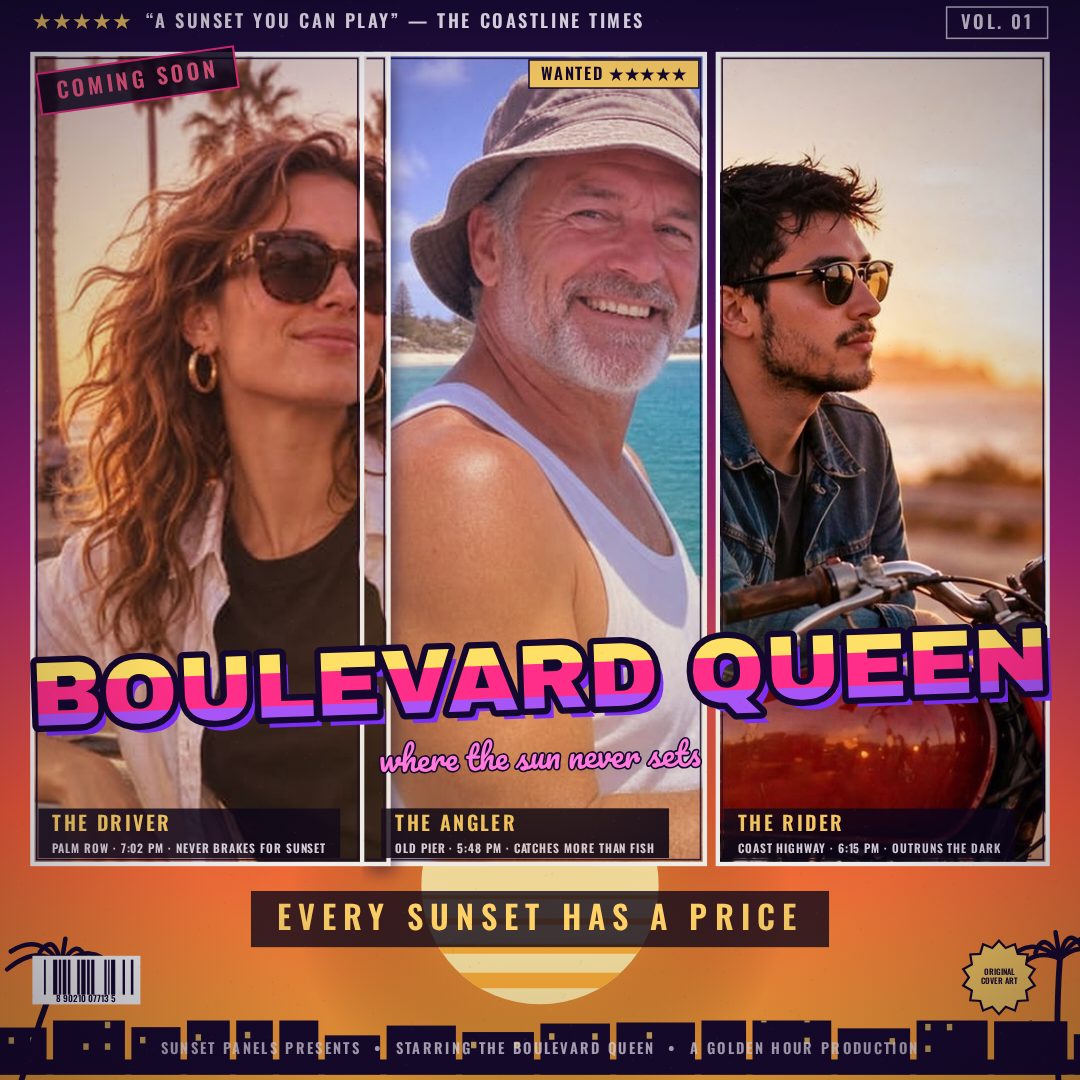 ★★★★★ “A SUNSET YOU CAN PLAY” — THE COASTLINE TIMES
VOL. 01
COMING SOON
WANTED ★★★★★
BOULEVARD QUEEN
where the sun never sets
THE DRIVER
PALM ROW · 7:02 PM · NEVER BRAKES FOR SUNSET
THE ANGLER
OLD PIER · 5:48 PM · CATCHES MORE THAN FISH
THE RIDER
COAST HIGHWAY · 6:15 PM · OUTRUNS THE DARK
EVERY SUNSET HAS A PRICE
8 90210 07713 5
ORIGINAL
COVER ART
SUNSET PANELS PRESENTS • STARRING THE BOULEVARD QUEEN • A GOLDEN HOUR PRODUCTION